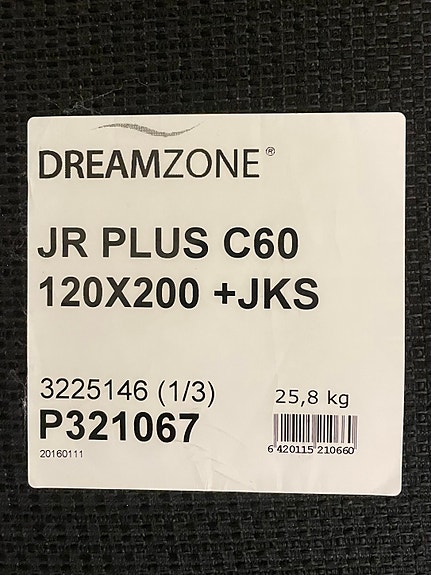 DREAMZONE®
JR PLUS C60
120X200 +JKS
3225146 (1/3)
25,8 kg
P321067
20160111
6 420115 210660